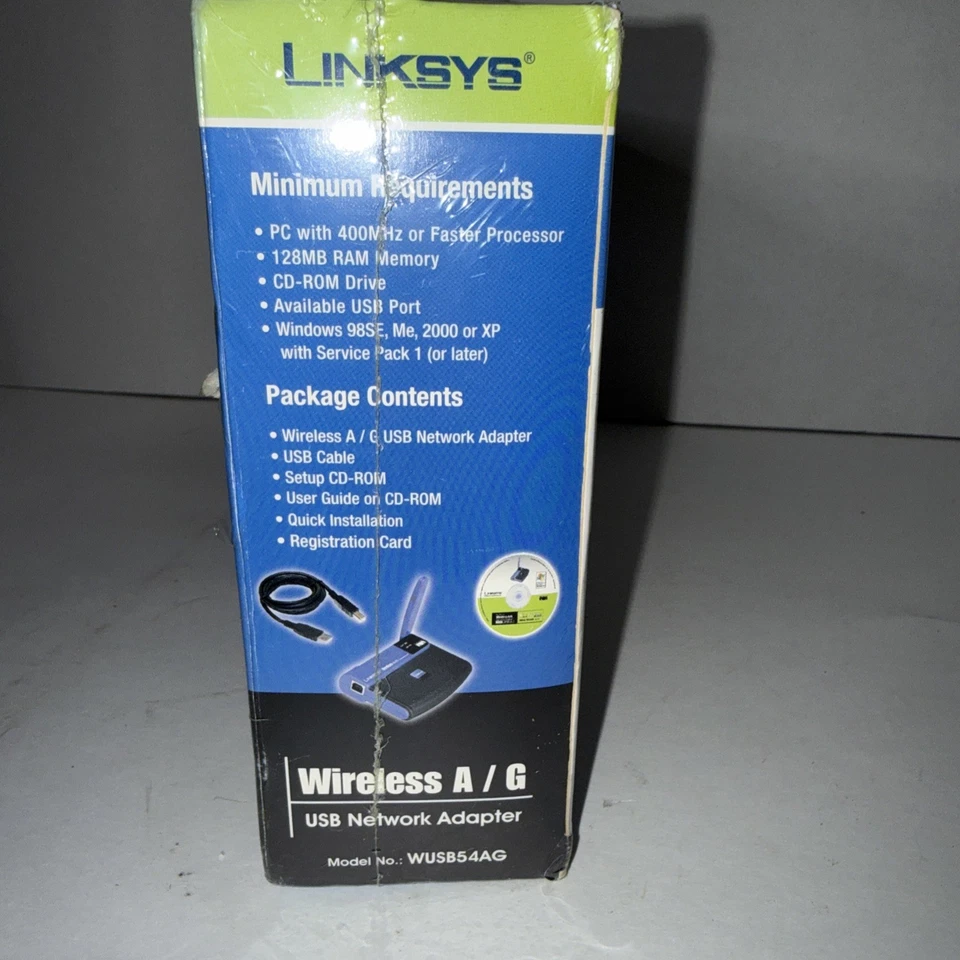 LINKSYS®
Minimum Requirements
• PC with 400MHz or Faster Processor
• 128MB RAM Memory
• CD-ROM Drive
• Available USB Port
• Windows 98SE, Me, 2000 or XP
with Service Pack 1 (or later)
Package Contents
• Wireless A / G USB Network Adapter
• USB Cable
• Setup CD-ROM
• User Guide on CD-ROM
• Quick Installation
• Registration Card
LINKSYS
Wireless A / G
USB Network Adapter
Model No.: WUSB54AG